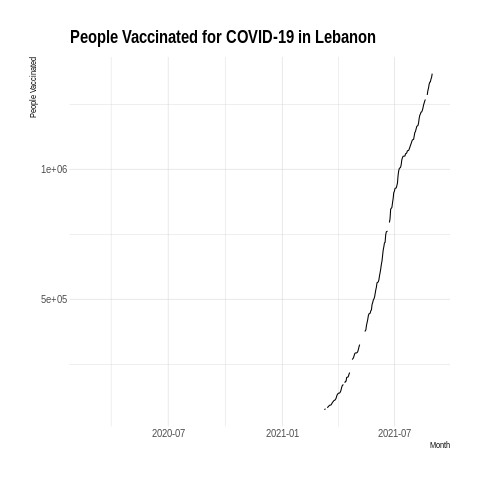 People Vaccinated for COVID-19 in Lebanon
People Vaccinated
1e+06
5e+05
2020-07
2021-01
2021-07
Month